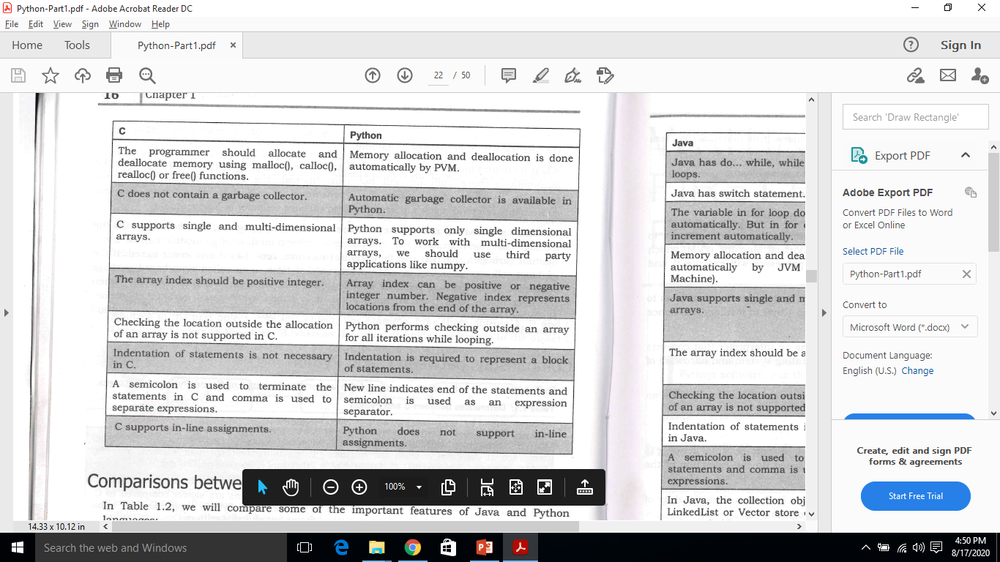 Python-Part1.pdf - Adobe Acrobat Reader DC
File Edit View Sign Window Help
Home Tools Python-Part1.pdf × Sign In
22 / 50
16 Chapter 1
C Python
The programmer should allocate and
deallocate memory using malloc(), calloc(),
realloc() or free() functions.
Memory allocation and deallocation is done
automatically by PVM.
C does not contain a garbage collector.
Automatic garbage collector is available in
Python.
C supports single and multi-dimensional
arrays.
Python supports only single dimensional
arrays. To work with multi-dimensional
arrays, we should use third party
applications like numpy.
The array index should be positive integer.
Array index can be positive or negative
integer number. Negative index represents
locations from the end of the array.
Checking the location outside the allocation
of an array is not supported in C.
Python performs checking outside an array
for all iterations while looping.
Indentation of statements is not necessary
in C.
Indentation is required to represent a block
of statements.
A semicolon is used to terminate the
statements in C and comma is used to
separate expressions.
New line indicates end of the statements and
semicolon is used as an expression
separator.
C supports in-line assignments.
Python does not support in-line
assignments.
Comparisons betwe
In Table 1.2, we will compare some of the important features of Java and Python
languages:
Java
Java has do... while, while
loops.
Java has switch statement.
The variable in for loop do
automatically. But in for
increment automatically.
Memory allocation and dea
automatically by JVM
Machine).
Java supports single and m
arrays.
The array index should be a
Checking the location outsi
of an array is not supported
Indentation of statements i
in Java.
A semicolon is used to
statements and comma is u
expressions.
In Java, the collection obj
LinkedList or Vector store
100%
14.33 x 10.12 in
Search 'Draw Rectangle'
Export PDF
Adobe Export PDF
Convert PDF Files to Word
or Excel Online
Select PDF File
Python-Part1.pdf
Convert to
Microsoft Word (*.docx)
Document Language:
English (U.S.) Change
Create, edit and sign PDF
forms & agreements
Start Free Trial
Search the web and Windows
4:50 PM
8/17/2020